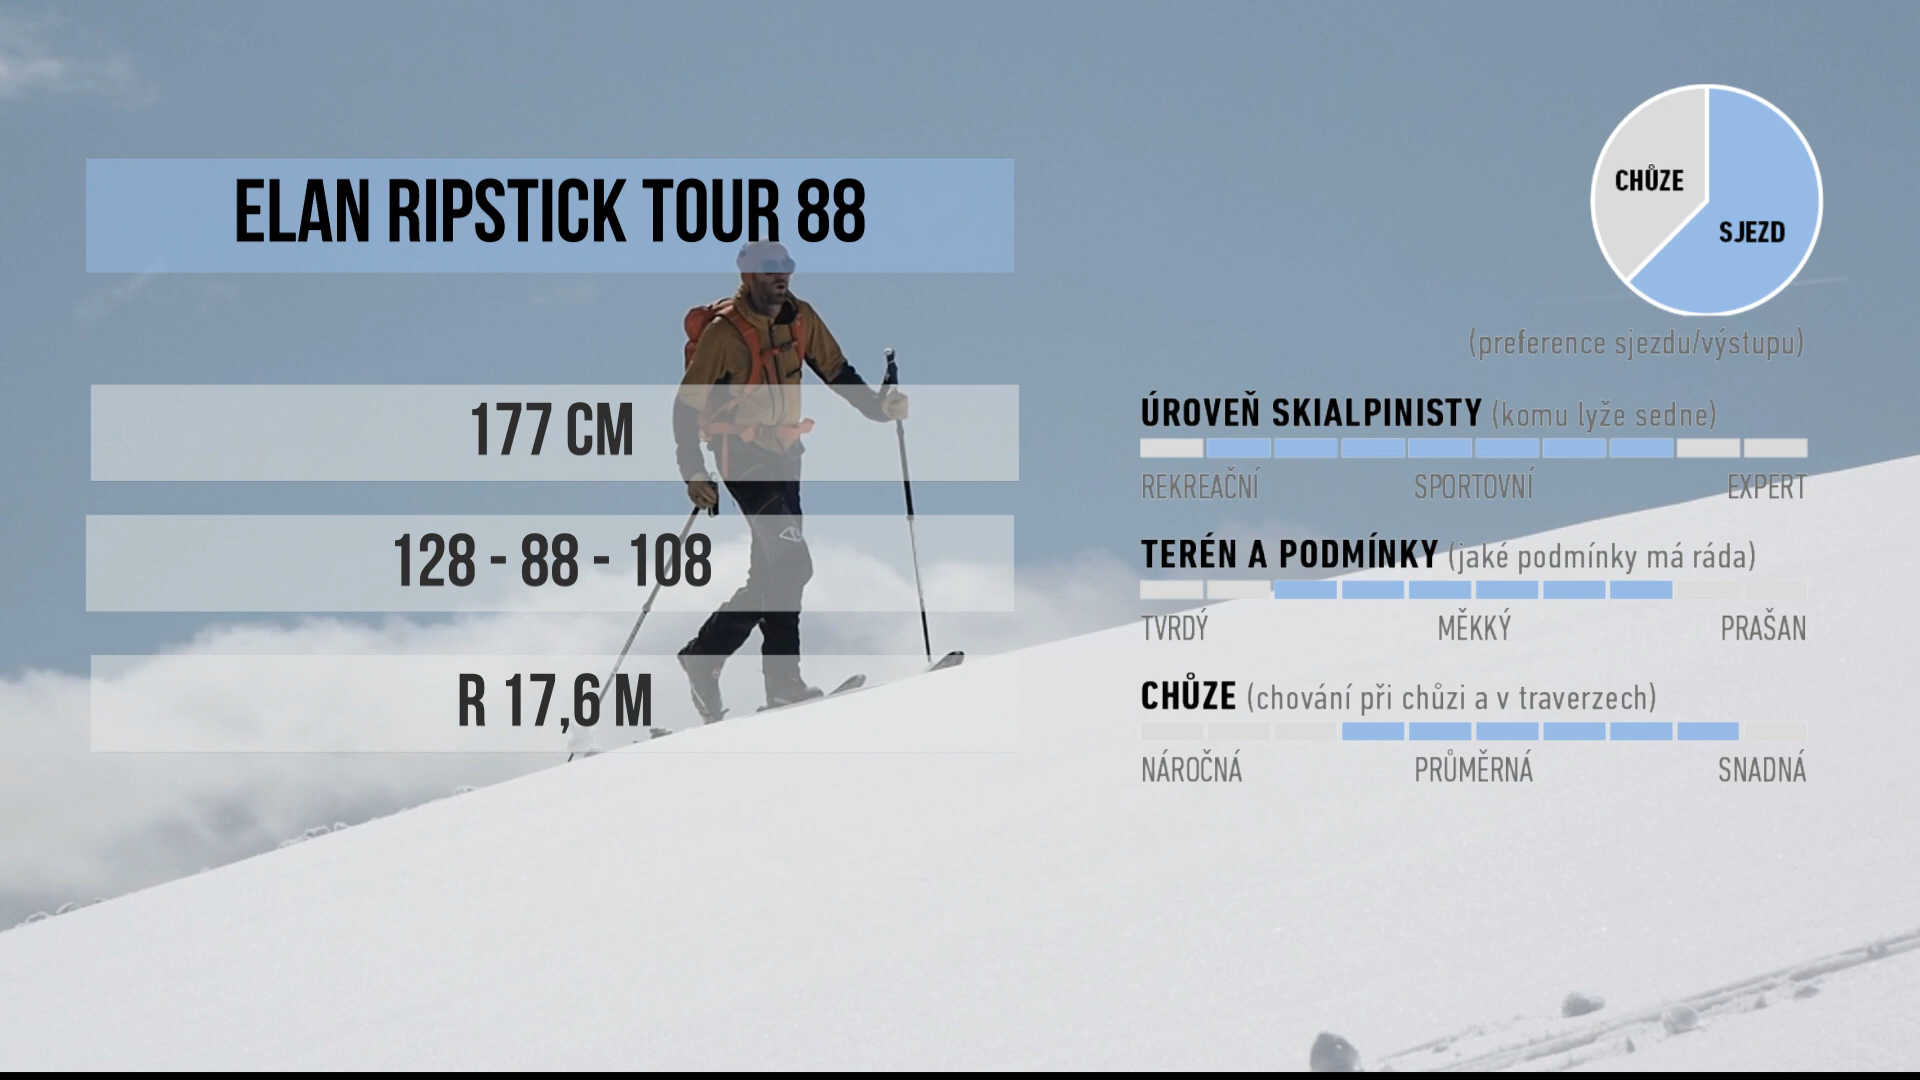 ELAN RIPSTICK TOUR 88
177 CM
128 - 88 - 108
R 17,6 M
CHŮZE
SJEZD
(preference sjezdu/výstupu)
ÚROVEŇ SKIALPINISTY (komu lyže sedne)
REKREAČNÍ SPORTOVNÍ EXPERT
TERÉN A PODMÍNKY (jaké podmínky má ráda)
TVRDÝ MĚKKÝ PRAŠAN
CHŮZE (chování při chůzi a v traverzech)
NÁROČNÁ PRŮMĚRNÁ SNADNÁ